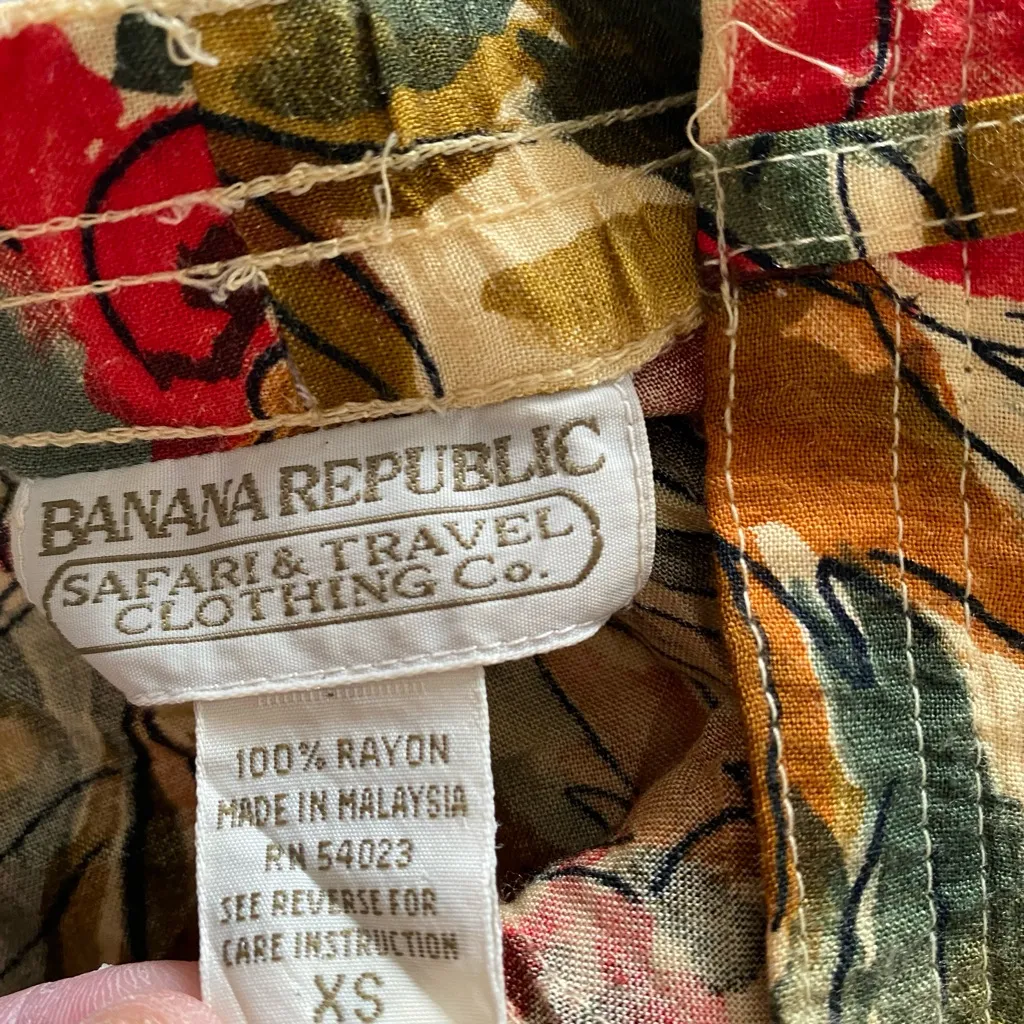 BANANA REPUBLIC
SAFARI & TRAVEL
CLOTHING Co.
100% RAYON
MADE IN MALAYSIA
RN 54023
SEE REVERSE FOR
CARE INSTRUCTION
XS